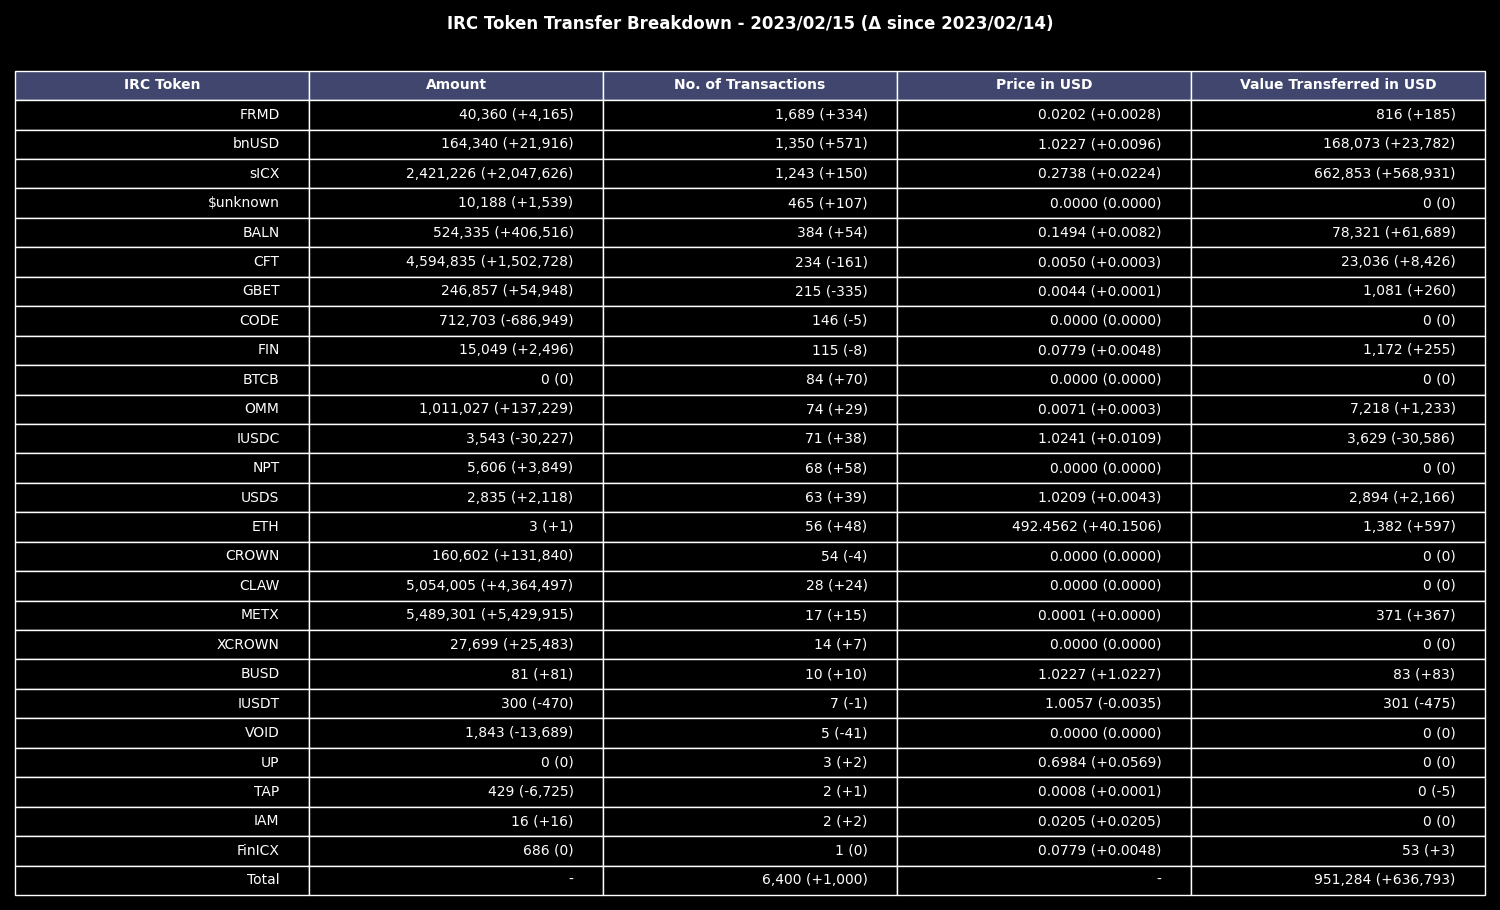 IRC Token Transfer Breakdown - 2023/02/15 (Δ since 2023/02/14)
IRC Token Amount No. of Transactions Price in USD Value Transferred in USD
FRMD 40,360 (+4,165) 1,689 (+334) 0.0202 (+0.0028) 816 (+185)
bnUSD 164,340 (+21,916) 1,350 (+571) 1.0227 (+0.0096) 168,073 (+23,782)
sICX 2,421,226 (+2,047,626) 1,243 (+150) 0.2738 (+0.0224) 662,853 (+568,931)
$unknown 10,188 (+1,539) 465 (+107) 0.0000 (0.0000) 0 (0)
BALN 524,335 (+406,516) 384 (+54) 0.1494 (+0.0082) 78,321 (+61,689)
CFT 4,594,835 (+1,502,728) 234 (-161) 0.0050 (+0.0003) 23,036 (+8,426)
GBET 246,857 (+54,948) 215 (-335) 0.0044 (+0.0001) 1,081 (+260)
CODE 712,703 (-686,949) 146 (-5) 0.0000 (0.0000) 0 (0)
FIN 15,049 (+2,496) 115 (-8) 0.0779 (+0.0048) 1,172 (+255)
BTCB 0 (0) 84 (+70) 0.0000 (0.0000) 0 (0)
OMM 1,011,027 (+137,229) 74 (+29) 0.0071 (+0.0003) 7,218 (+1,233)
IUSDC 3,543 (-30,227) 71 (+38) 1.0241 (+0.0109) 3,629 (-30,586)
NPT 5,606 (+3,849) 68 (+58) 0.0000 (0.0000) 0 (0)
USDS 2,835 (+2,118) 63 (+39) 1.0209 (+0.0043) 2,894 (+2,166)
ETH 3 (+1) 56 (+48) 492.4562 (+40.1506) 1,382 (+597)
CROWN 160,602 (+131,840) 54 (-4) 0.0000 (0.0000) 0 (0)
CLAW 5,054,005 (+4,364,497) 28 (+24) 0.0000 (0.0000) 0 (0)
METX 5,489,301 (+5,429,915) 17 (+15) 0.0001 (+0.0000) 371 (+367)
XCROWN 27,699 (+25,483) 14 (+7) 0.0000 (0.0000) 0 (0)
BUSD 81 (+81) 10 (+10) 1.0227 (+1.0227) 83 (+83)
IUSDT 300 (-470) 7 (-1) 1.0057 (-0.0035) 301 (-475)
VOID 1,843 (-13,689) 5 (-41) 0.0000 (0.0000) 0 (0)
UP 0 (0) 3 (+2) 0.6984 (+0.0569) 0 (0)
TAP 429 (-6,725) 2 (+1) 0.0008 (+0.0001) 0 (-5)
IAM 16 (+16) 2 (+2) 0.0205 (+0.0205) 0 (0)
FinICX 686 (0) 1 (0) 0.0779 (+0.0048) 53 (+3)
Total - 6,400 (+1,000) - 951,284 (+636,793)